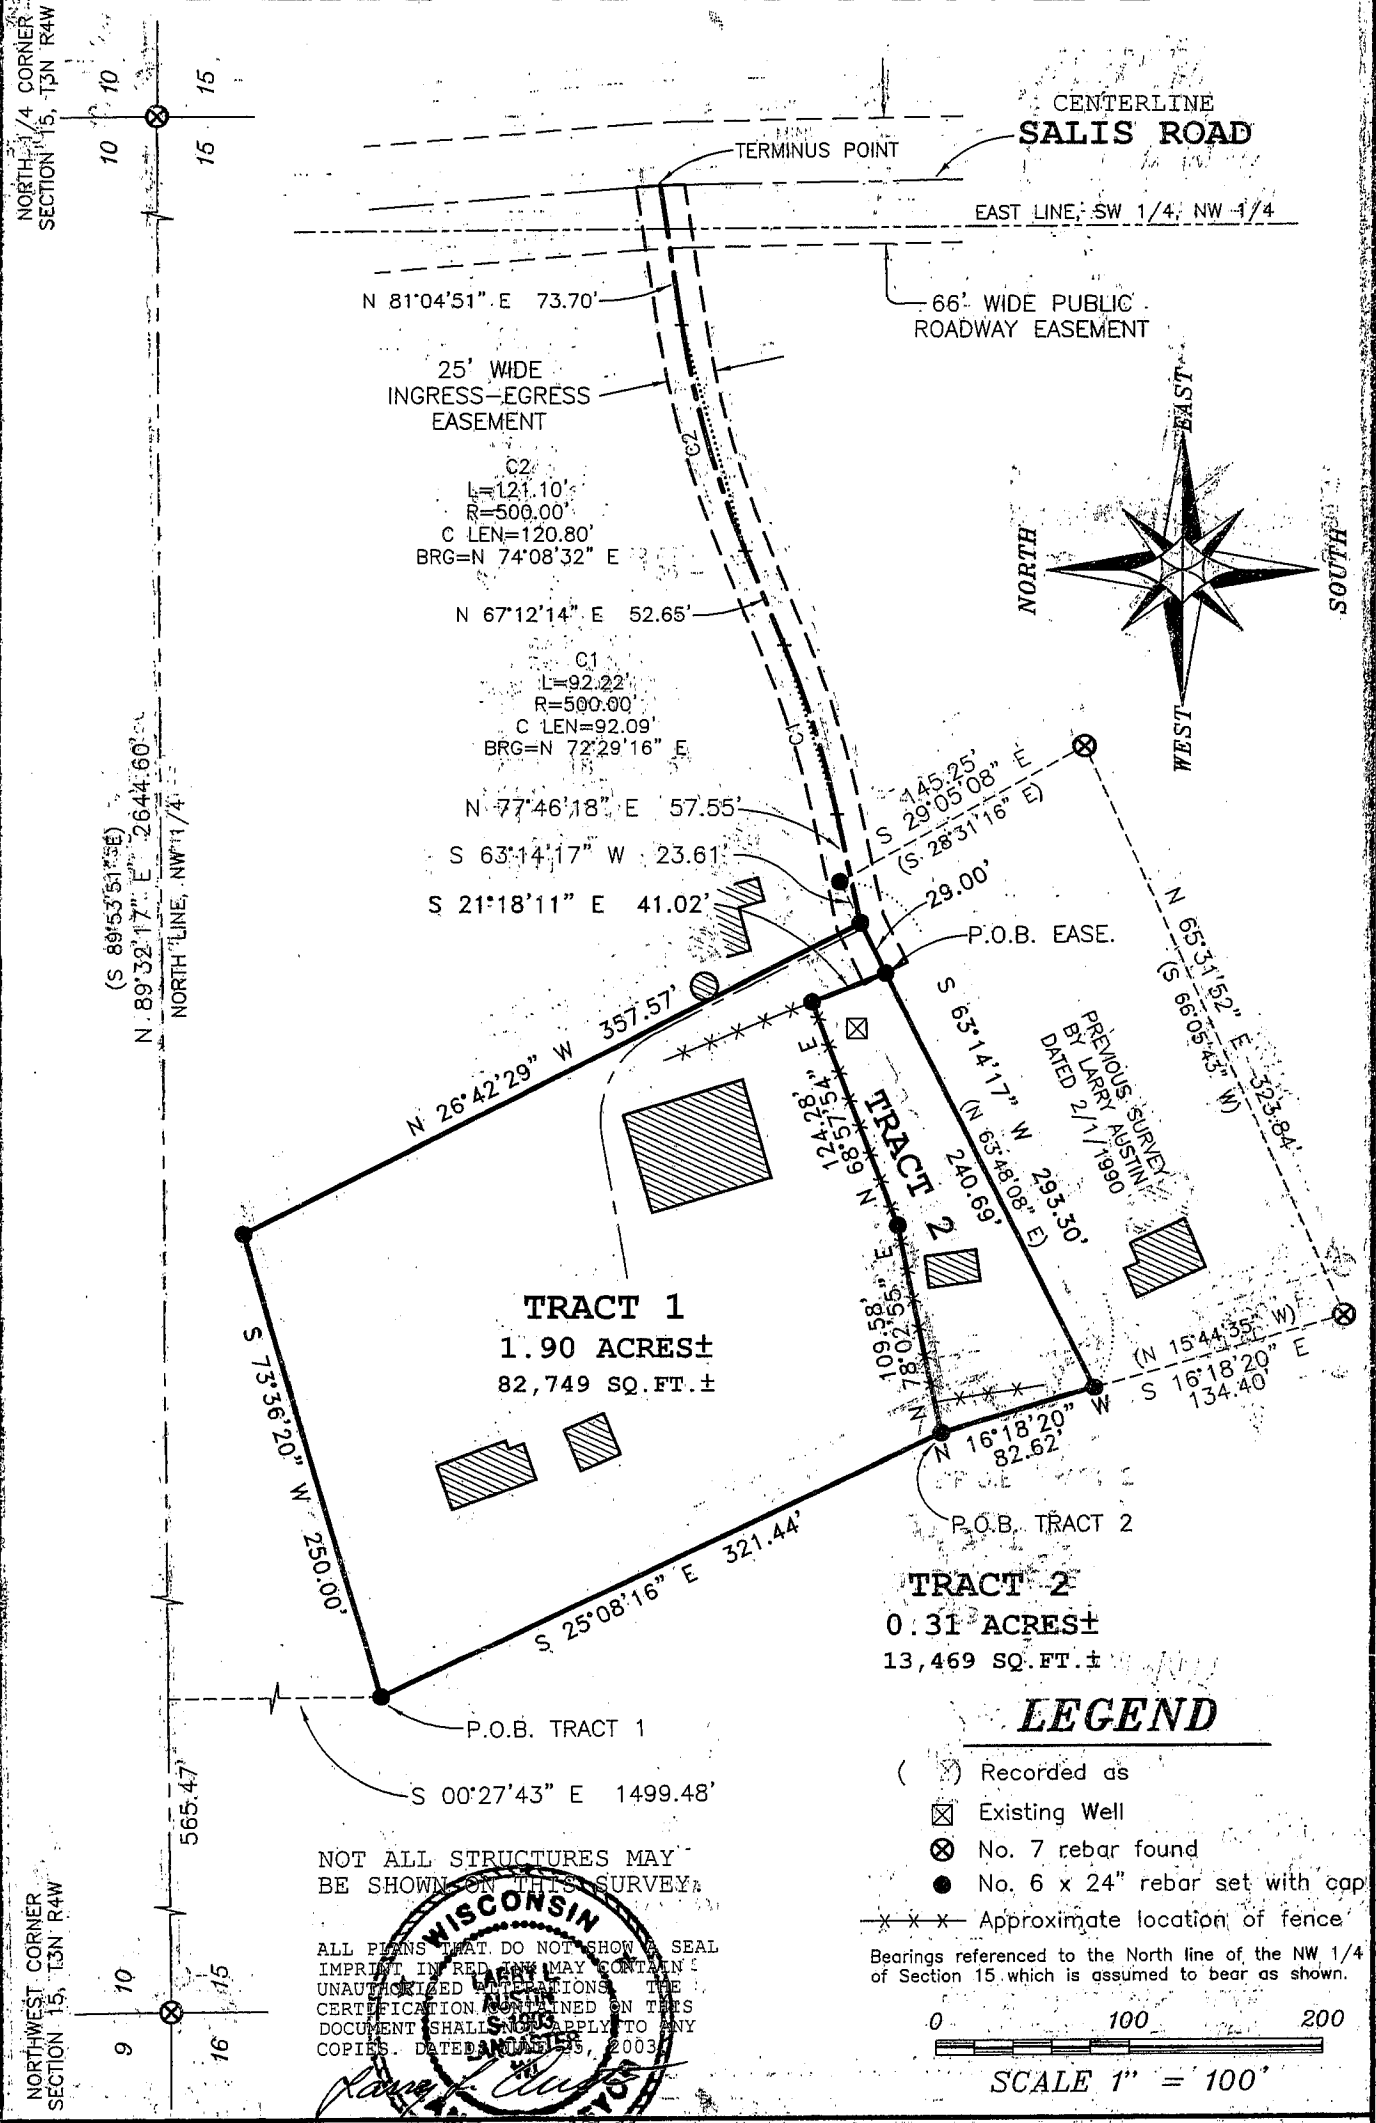 NORTH 1/4 CORNER
SECTION 15, T3N R4W
10
15
10
15
CENTERLINE
SALIS ROAD
TERMINUS POINT
EAST LINE, SW 1/4, NW 1/4
N 81°04'51" E 73.70'
66' WIDE PUBLIC
ROADWAY EASEMENT
25' WIDE
INGRESS-EGRESS
EASEMENT
C2
C2
L=121.10'
R=500.00'
C LEN=120.80'
BRG=N 74°08'32" E
EAST
NORTH
SOUTH
WEST
N 67°12'14" E 52.65'
C1
L=92.22'
R=500.00'
C LEN=92.09'
BRG=N 72°29'16" E
C1
N 77°46'18" E 57.55'
S 63°14'17" W 23.61'
S 21°18'11" E 41.02'
145.25'
S 29°05'08" E
(S 28°31'16" E)
29.00'
P.O.B. EASE.
(S 89°53'51" E)
N 89°32'17" E 2644.60'
NORTH LINE, NW 1/4
N 65°31'52" E 323.84'
(S 66°05'43" W)
PREVIOUS SURVEY
BY LARRY AUSTIN
DATED 2/1/1990
S 63°14'17" W 293.30'
(N 63°48'08" E)
240.69'
N 26°42'29" W 357.57'
N 68°57'54" E
124.28'
TRACT 2
N 78°02'55" E
109.58'
TRACT 1
1.90 ACRES±
82,749 SQ.FT.±
S 73°36'20" W 250.00'
(N 15°44'35" W)
S 16°18'20" E
134.40'
N 16°18'20" W
82.62'
P.O.B. TRACT 2
S 25°08'16" E 321.44'
TRACT 2
0.31 ACRES±
13,469 SQ.FT.±
P.O.B. TRACT 1
S 00°27'43" E 1499.48'
565.47'
LEGEND
( ) Recorded as
Existing Well
No. 7 rebar found
No. 6 x 24" rebar set with cap
x x x Approximate location of fence
Bearings referenced to the North line of the NW 1/4
of Section 15 which is assumed to bear as shown.
0 100 200
SCALE 1" = 100'
NOT ALL STRUCTURES MAY
BE SHOWN ON THIS SURVEY.
ALL PLANS THAT DO NOT SHOW A SEAL
IMPRINT IN RED INK MAY CONTAIN
UNAUTHORIZED ALTERATIONS. THE
CERTIFICATION CONTAINED ON THIS
DOCUMENT SHALL NOT APPLY TO ANY
COPIES. DATED 2003
WISCONSIN
LARRY L.
AUSTIN
S-1903
LANCASTER
WI
Larry L. Austin
NORTHWEST CORNER
SECTION 15, T3N R4W
10
15
9
16